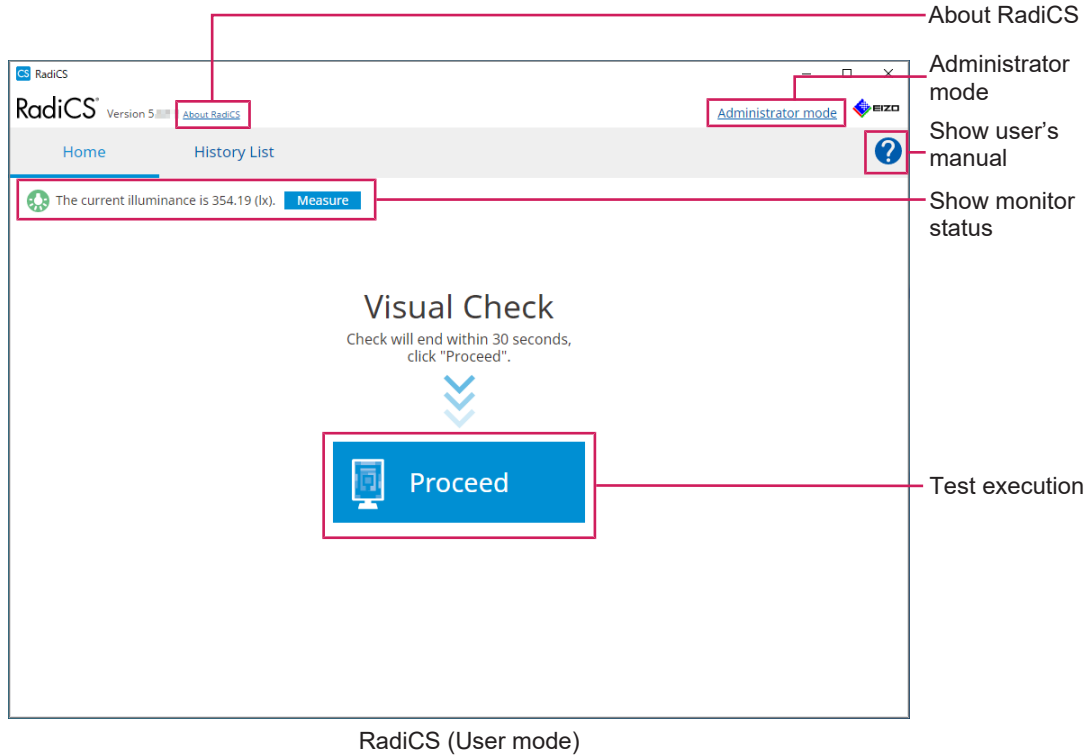 About RadiCS
CS RadiCS
Administrator
mode
RadiCS Version 5. About RadiCS
Administrator mode EIZO
Show user's
manual
Home History List ?
The current illuminance is 354.19 (lx). Measure
Show monitor
status
Visual Check
Check will end within 30 seconds,
click "Proceed".
Proceed
Test execution
RadiCS (User mode)